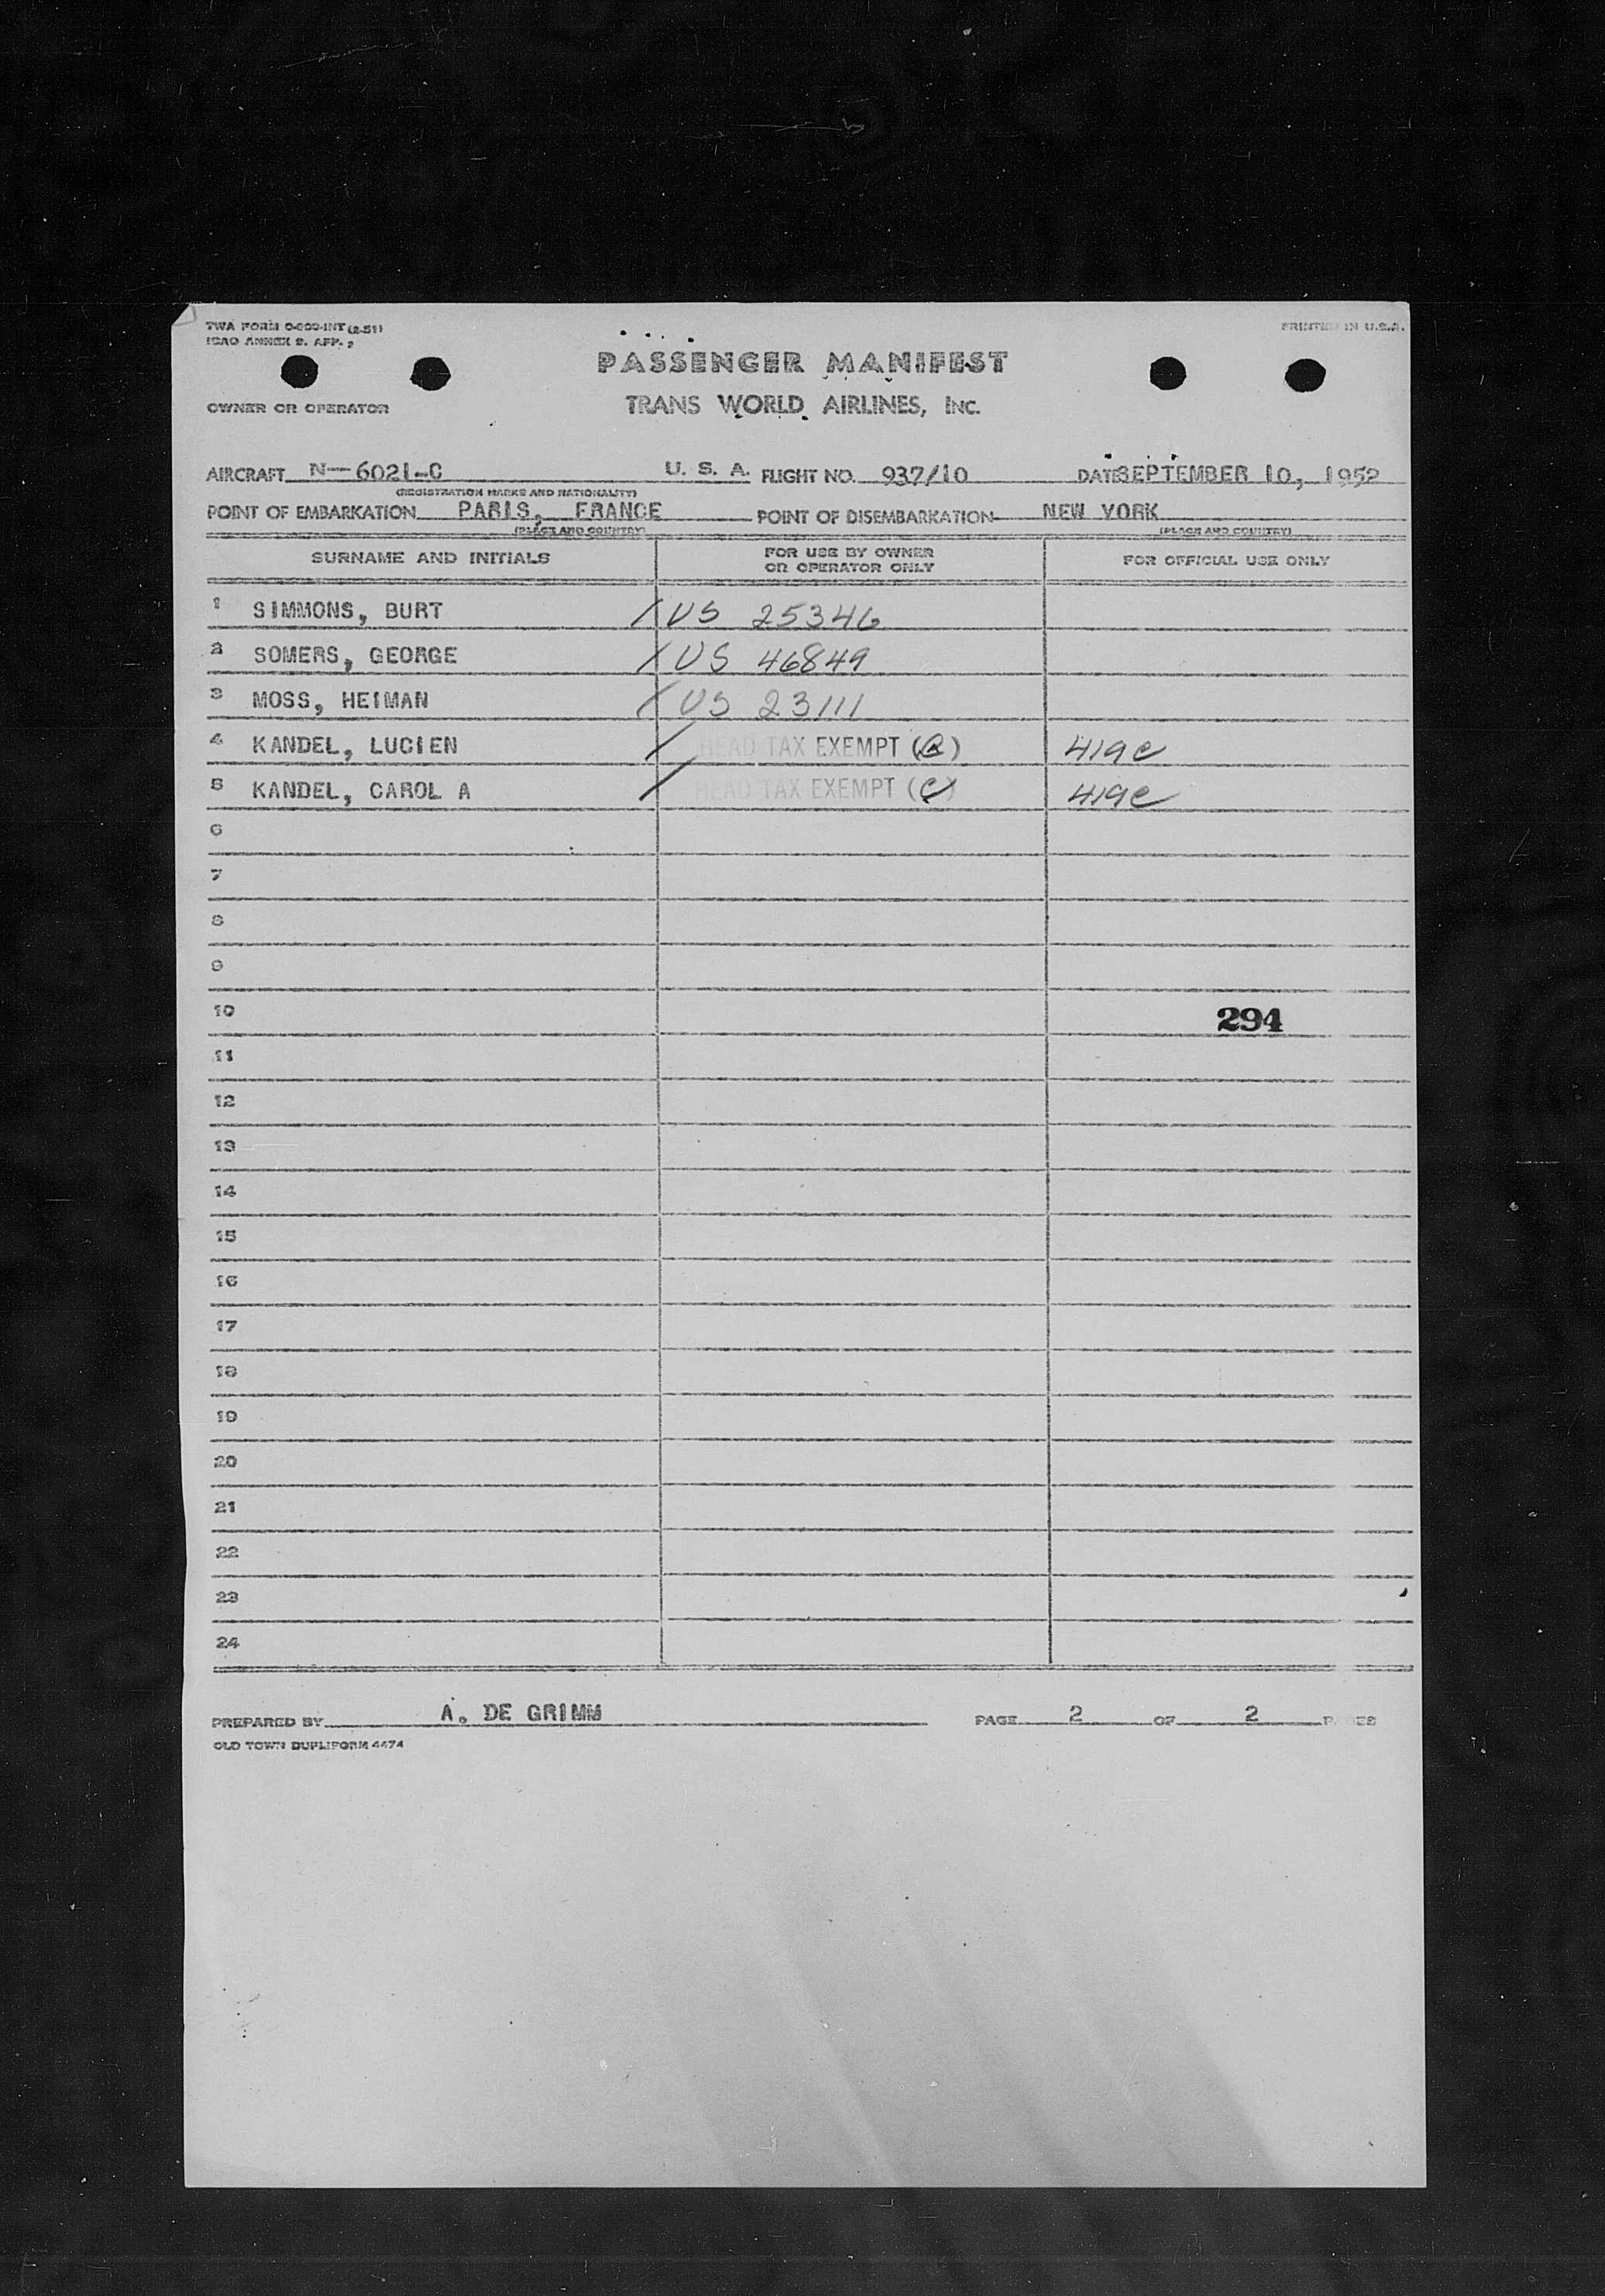 TWA FORM O-800-INT (2-51)
ICAO ANNEX 9. APP.
PRINTED IN U.S.A.
PASSENGER MANIFEST
OWNER OR OPERATOR TRANS WORLD AIRLINES, INC.
AIRCRAFT N-6021-C U. S. A. FLIGHT NO. 937/10 DATE SEPTEMBER 10, 1952
(REGISTRATION MARKS AND NATIONALITY)
POINT OF EMBARKATION PARIS, FRANCE POINT OF DISEMBARKATION NEW YORK
(PLACE AND COUNTRY) (PLACE AND COUNTRY)
SURNAME AND INITIALS FOR USE BY OWNER OR OPERATOR ONLY FOR OFFICIAL USE ONLY
1 SIMMONS, BURT / US 25346
2 SOMERS, GEORGE / US 46849
3 MOSS, HEIMAN / US 23111
4 KANDEL, LUCIEN / HEAD TAX EXEMPT (C) 419c
5 KANDEL, CAROL A / HEAD TAX EXEMPT (C) 419c
6
7
8
9
10 294
11
12
13
14
15
16
17
18
19
20
21
22
23
24
PREPARED BY A. DE GRIMM PAGE 2 OF 2 PAGES
OLD TOWN DUPLIFORM 4474